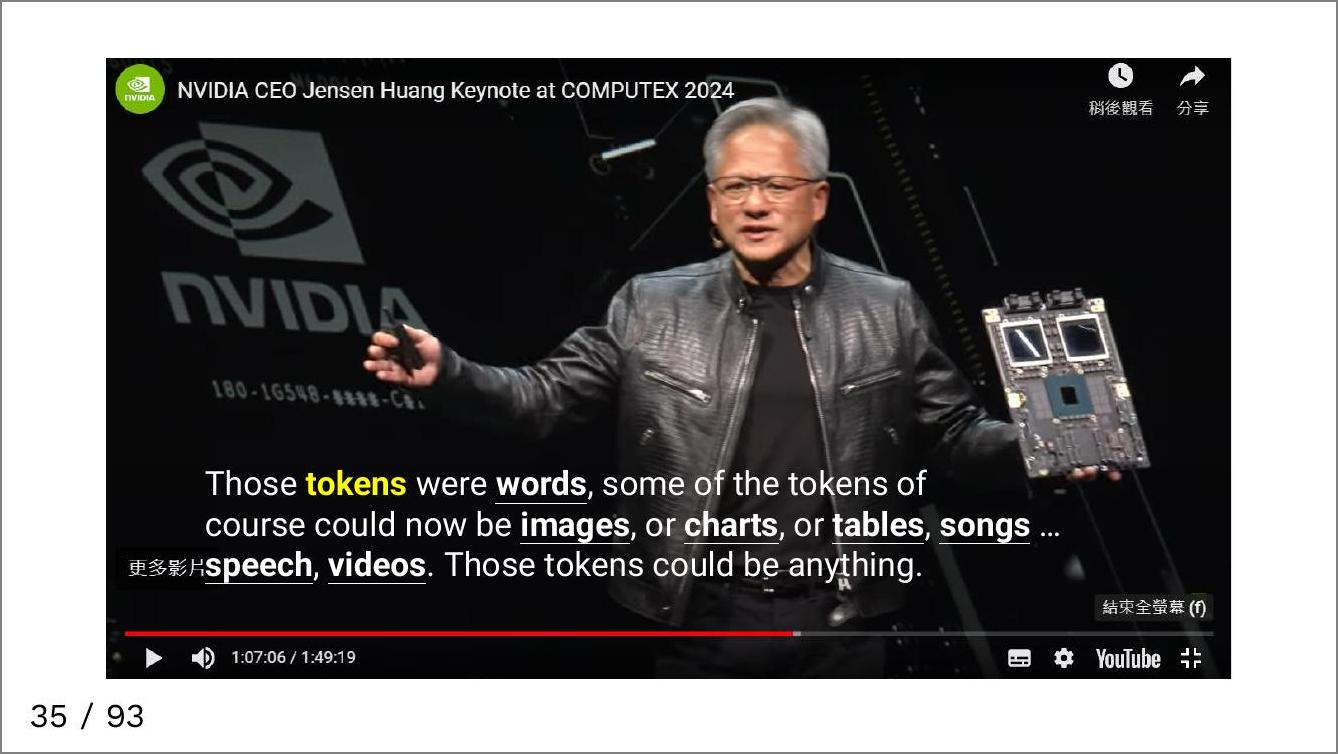 NVIDIA
NVIDIA CEO Jensen Huang Keynote at COMPUTEX 2024
稍後觀看
分享
NVIDIA
Those tokens were words, some of the tokens of
course could now be images, or charts, or tables, songs ...
更多影片
speech, videos. Those tokens could be anything.
結束全螢幕 (f)
1:07:06 / 1:49:19
YouTube
35 / 93